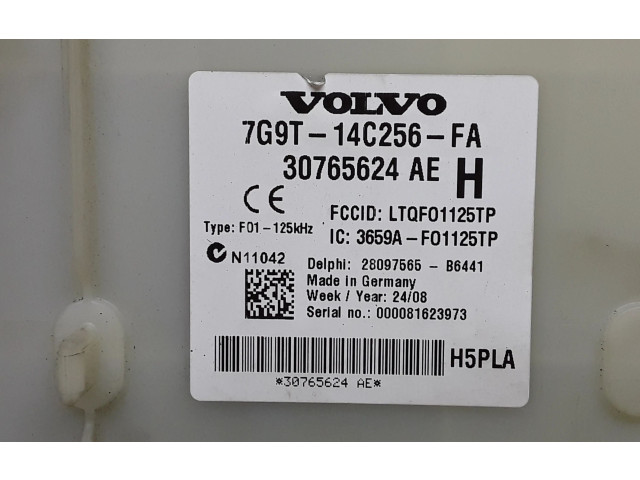 VOLVO
7G9T-14C256-FA
30765624 AE H
CE
FCCID: LTQFO1125TP
Type: F01-125kHz
IC: 3659A-FO1125TP
N11042
Delphi: 28097565 - B6441
Made in Germany
Week / Year: 24/08
Serial no.: 000081623973
H5PLA
*30765624 AE*